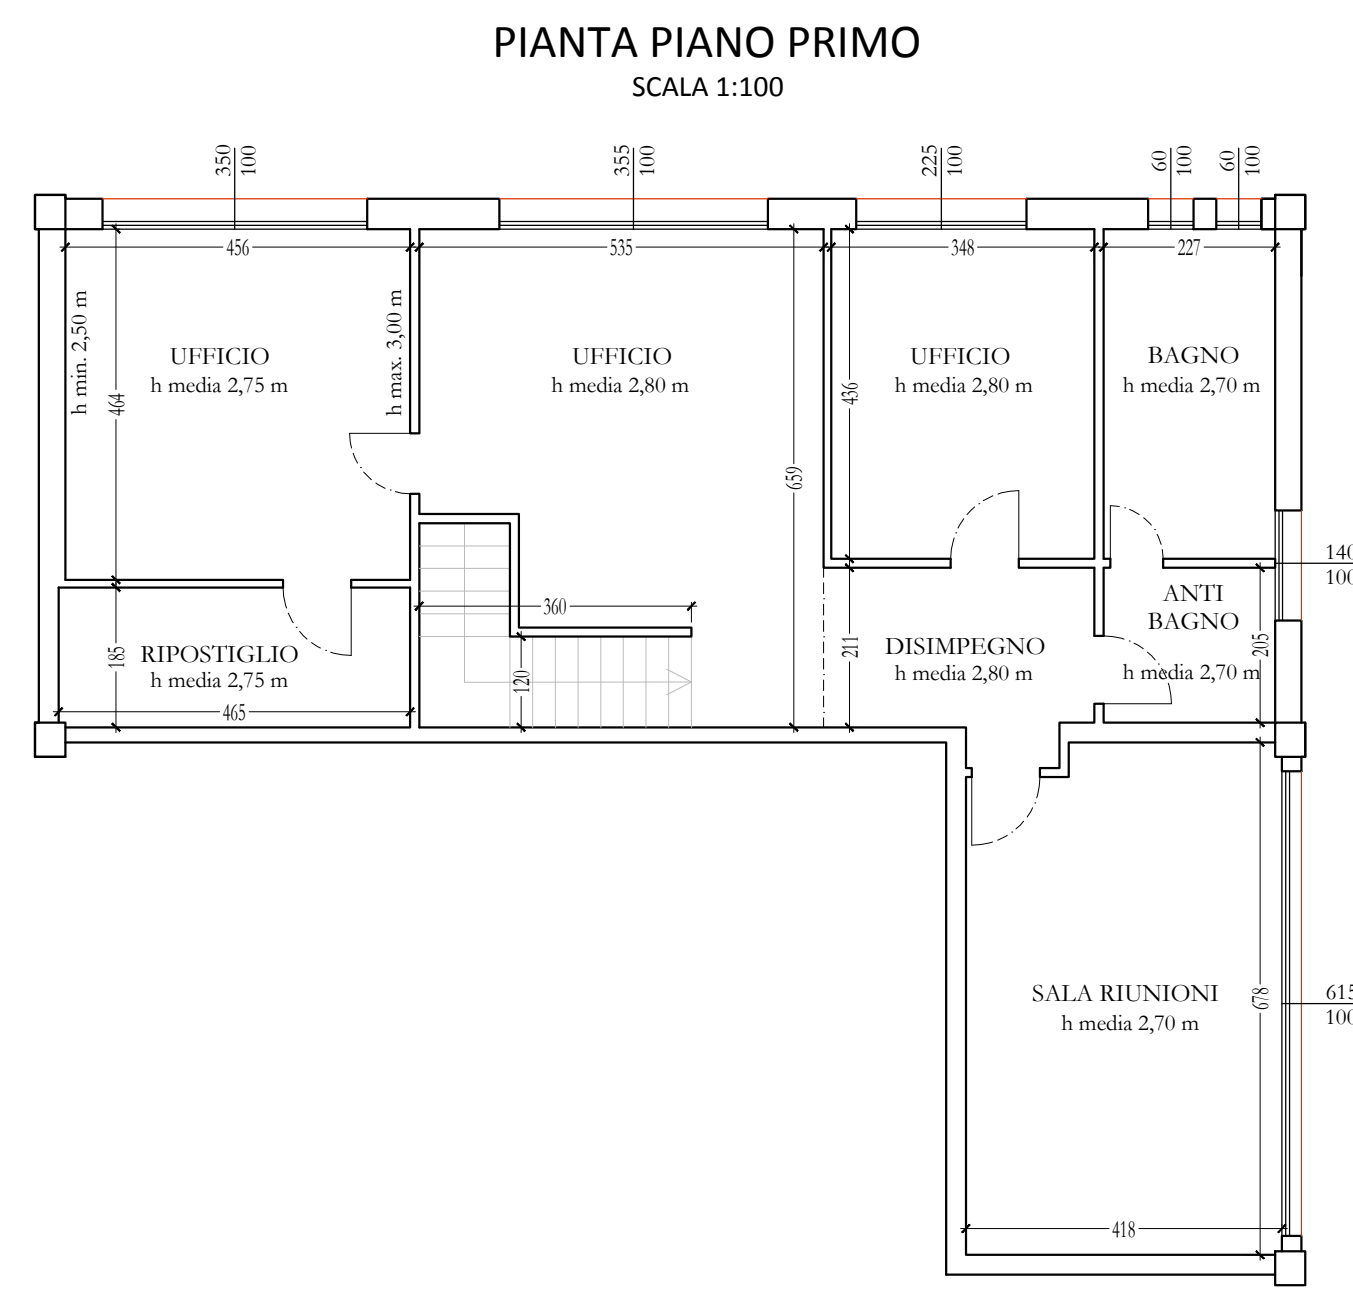 PIANTA PIANO PRIMO
SCALA 1:100
350
100
355
100
225
100
60
100
60
100
456
535
348
227
h min. 2,50 m
h max. 3,00 m
UFFICIO
h media 2,75 m
UFFICIO
h media 2,80 m
UFFICIO
h media 2,80 m
BAGNO
h media 2,70 m
464
436
659
140
100
ANTI
BAGNO
h media 2,70 m
205
360
120
211
DISIMPEGNO
h media 2,80 m
185
RIPOSTIGLIO
h media 2,75 m
465
SALA RIUNIONI
h media 2,70 m
678
615
100
418